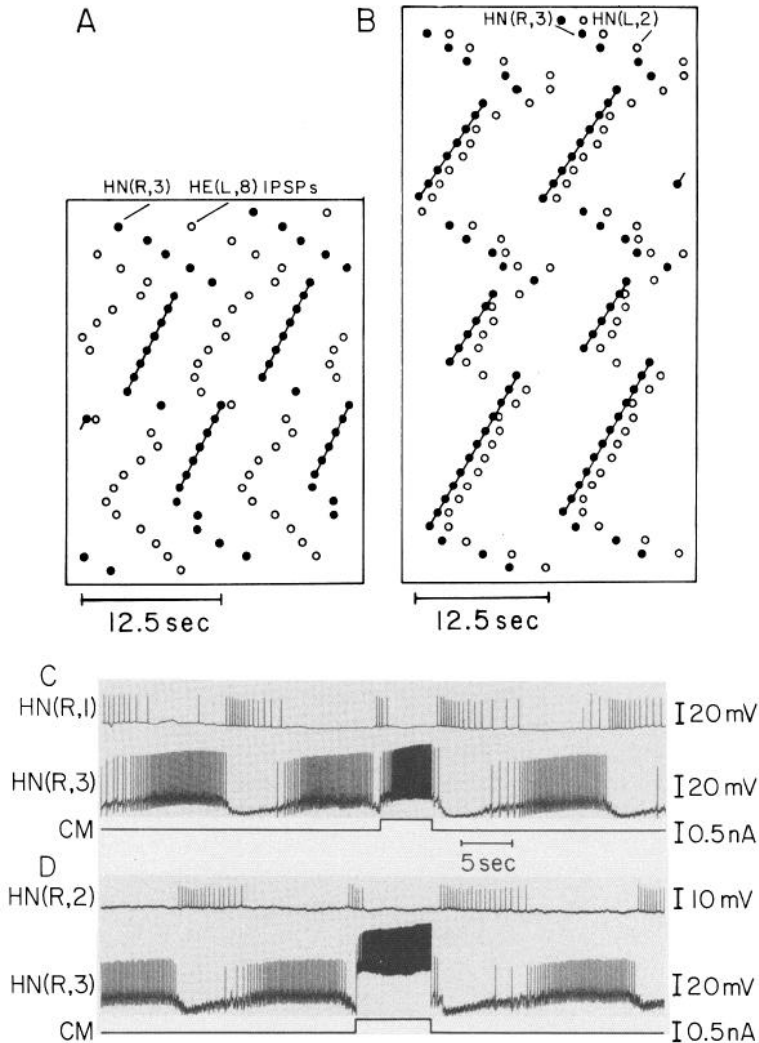 A
B
HN(R,3) HN(L,2)
HN(R,3) HE(L,8) IPSPs
12.5 sec
12.5 sec
C
HN(R,1)
20 mV
HN(R,3)
20 mV
CM
0.5 nA
5 sec
D
HN(R,2)
10 mV
HN(R,3)
20 mV
CM
0.5 nA